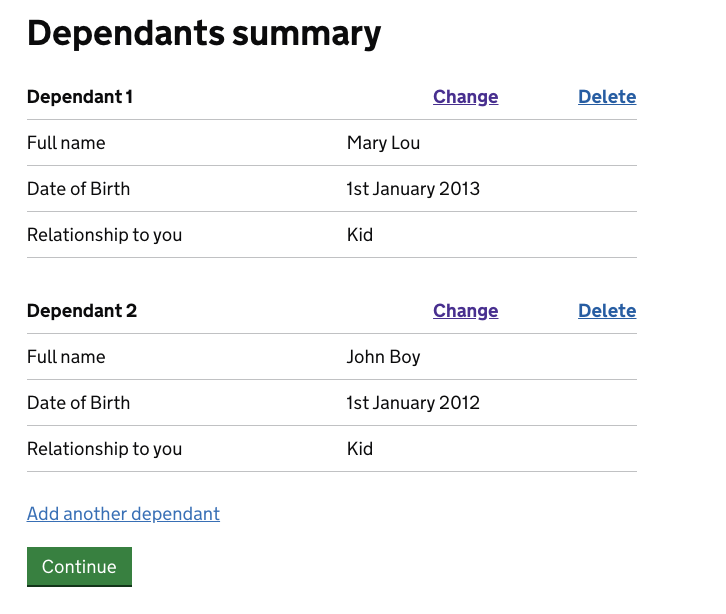 Dependants summary
Dependant 1 Change Delete
Full name Mary Lou
Date of Birth 1st January 2013
Relationship to you Kid
Dependant 2 Change Delete
Full name John Boy
Date of Birth 1st January 2012
Relationship to you Kid
Add another dependant
Continue